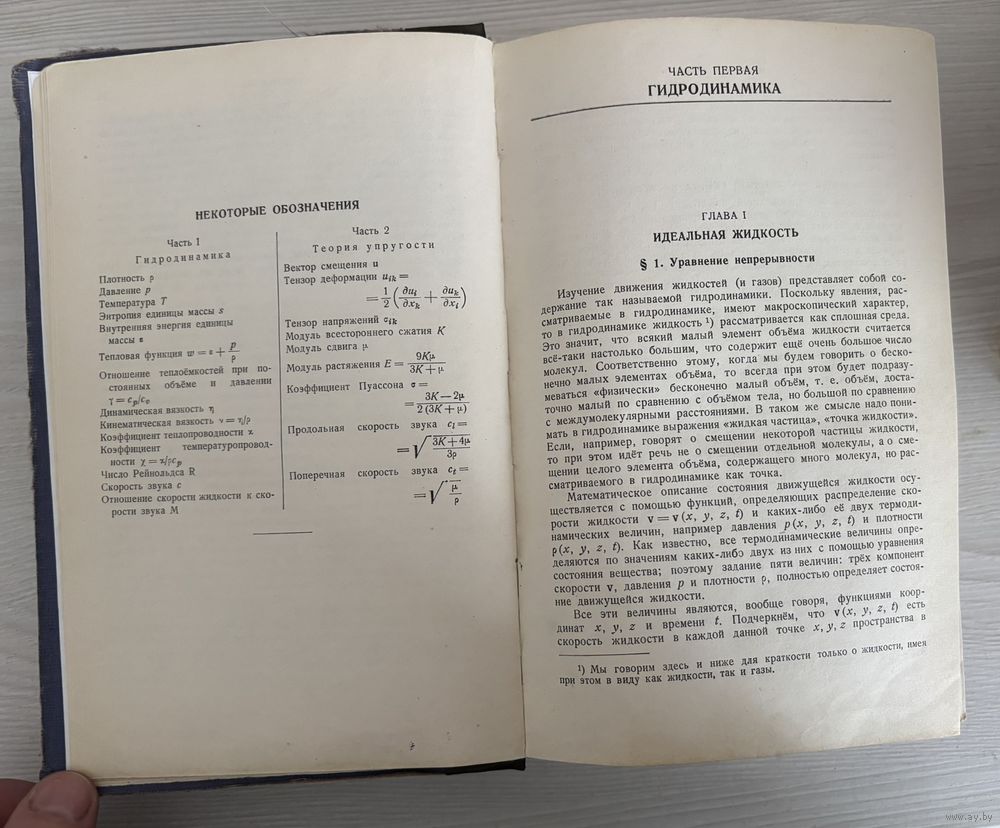 НЕКОТОРЫЕ ОБОЗНАЧЕНИЯ
Часть 1
Гидродинамика
Плотность ρ
Давление p
Температура T
Энтропия единицы массы s
Внутренняя энергия единицы
массы ε
Тепловая функция w = ε + p/ρ
Отношение теплоёмкостей при по-
стоянных объёме и давлении
γ = c_p/c_v
Динамическая вязкость η
Кинематическая вязкость ν = η/ρ
Коэффициент теплопроводности ϰ
Коэффициент температуропровод-
ности χ = ϰ/ρc_p
Число Рейнольдса R
Скорость звука c
Отношение скорости жидкости к ско-
рости звука M
Часть 2
Теория упругости
Вектор смещения u
Тензор деформации u_ik =
= 1/2 (∂u_i/∂x_k + ∂u_k/∂x_i)
Тензор напряжений σ_ik
Модуль всестороннего сжатия K
Модуль сдвига μ
Модуль растяжения E = 9Kμ/(3K + μ)
Коэффициент Пуассона σ =
= (3K — 2μ)/(2(3K + μ))
Продольная скорость звука c_l =
= √((3K + 4μ)/3ρ)
Поперечная скорость звука c_t =
= √(μ/ρ)
ЧАСТЬ ПЕРВАЯ
ГИДРОДИНАМИКА
ГЛАВА I
ИДЕАЛЬНАЯ ЖИДКОСТЬ
§ 1. Уравнение непрерывности
Изучение движения жидкостей (и газов) представляет собой со-
держание так называемой гидродинамики. Поскольку явления, рас-
сматриваемые в гидродинамике, имеют макроскопический характер,
то в гидродинамике жидкость ¹) рассматривается как сплошная среда.
Это значит, что всякий малый элемент объёма жидкости считается
всё-таки настолько большим, что содержит ещё очень большое число
молекул. Соответственно этому, когда мы будем говорить о беско-
нечно малых элементах объёма, то всегда при этом будет подразу-
меваться «физически» бесконечно малый объём, т. е. объём, доста-
точно малый по сравнению с объёмом тела, но большой по сравнению
с междумолекулярными расстояниями. В таком же смысле надо пони-
мать в гидродинамике выражения «жидкая частица», «точка жидкости».
Если, например, говорят о смещении некоторой частицы жидкости,
то при этом идёт речь не о смещении отдельной молекулы, а о сме-
щении целого элемента объёма, содержащего много молекул, но рас-
сматриваемого в гидродинамике как точка.
Математическое описание состояния движущейся жидкости осу-
ществляется с помощью функций, определяющих распределение ско-
рости жидкости v = v (x, y, z, t) и каких-либо её двух термоди-
намических величин, например давления p (x, y, z, t) и плотности
ρ (x, y, z, t). Как известно, все термодинамические величины опре-
деляются по значениям каких-либо двух из них с помощью уравнения
состояния вещества; поэтому задание пяти величин: трёх компонент
скорости v, давления p и плотности ρ, полностью определяет состоя-
ние движущейся жидкости.
Все эти величины являются, вообще говоря, функциями коор-
динат x, y, z и времени t. Подчеркнём, что v (x, y, z, t) есть
скорость жидкости в каждой данной точке x, y, z пространства в
¹) Мы говорим здесь и ниже для краткости только о жидкости, имея
при этом в виду как жидкости, так и газы.
www.ay.by